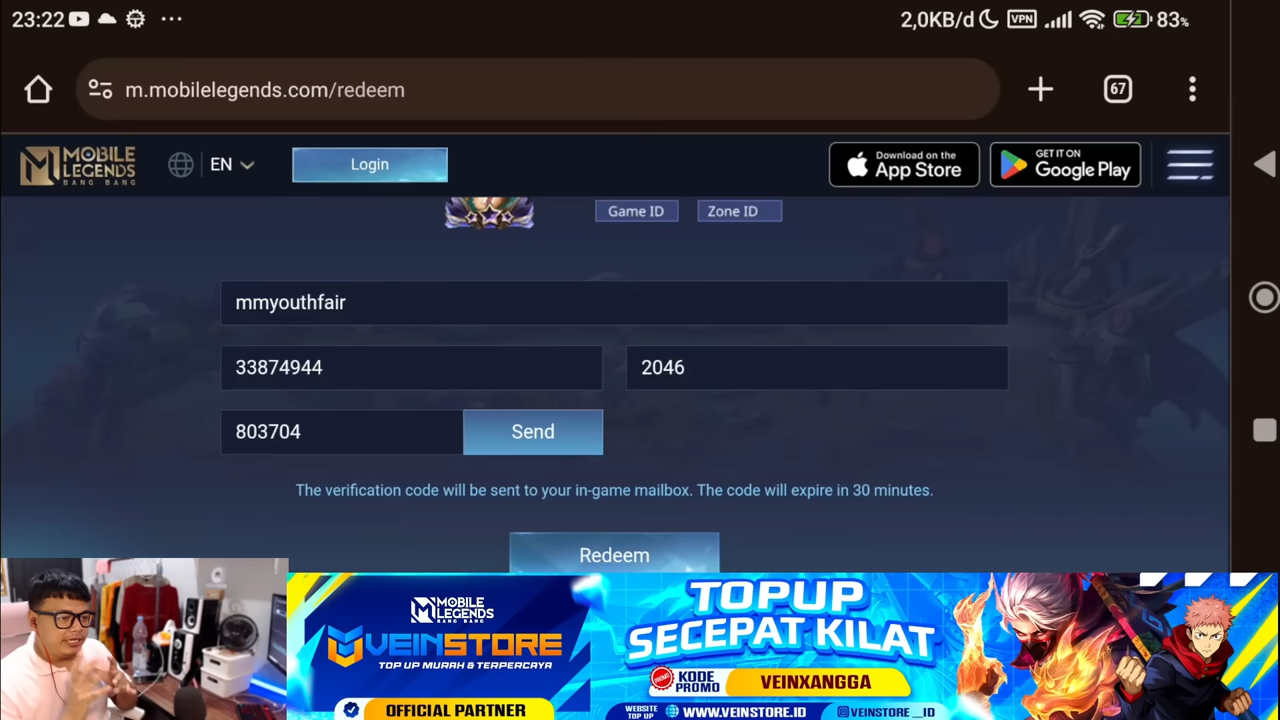 23:22 ... 2,0KB/d VPN 83%
m.mobilelegends.com/redeem 67
MOBILE LEGENDS BANG BANG
EN
Login
Download on the App Store
GET IT ON Google Play
Game ID Zone ID
mmyouthfair
33874944 2046
803704 Send
The verification code will be sent to your in-game mailbox. The code will expire in 30 minutes.
Redeem
MOBILE LEGENDS BANG BANG
VEINSTORE
TOP UP MURAH & TERPERCAYA
OFFICIAL PARTNER
TOPUP
SECEPAT KILAT
PROMO KODE PROMO VEINXANGGA
WEBSITE TOP UP WWW.VEINSTORE.ID VEINSTORE__ID